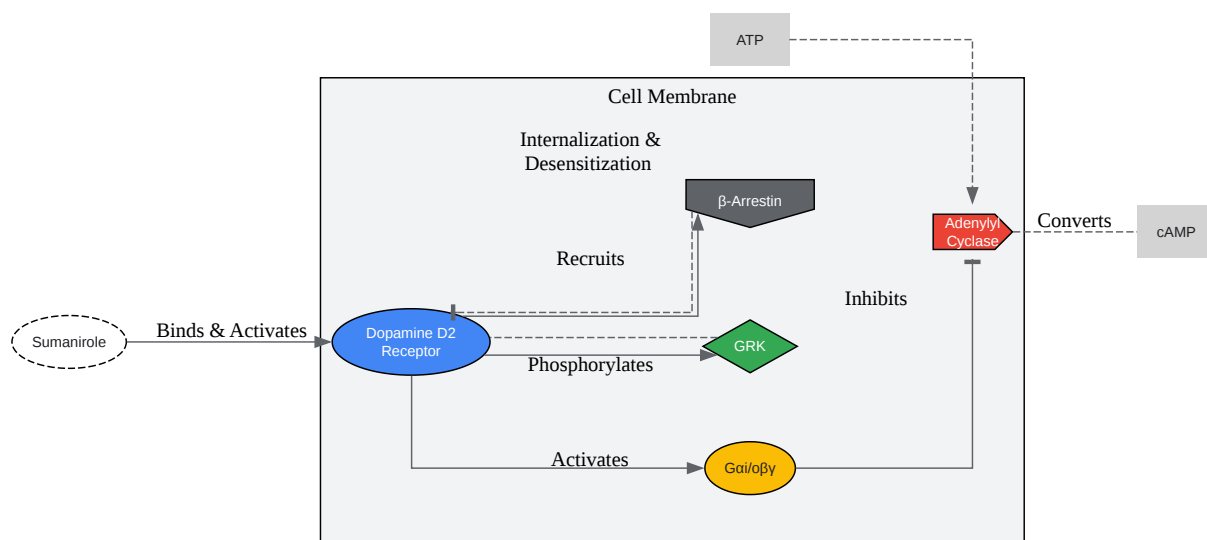 ATP
Cell Membrane
Internalization &
Desensitization
β-Arrestin
Adenylyl
Cyclase
Converts
cAMP
Recruits
Inhibits
Binds & Activates
Sumanirole
Dopamine D2
Receptor
GRK
Phosphorylates
Activates
Gαi/oβγ